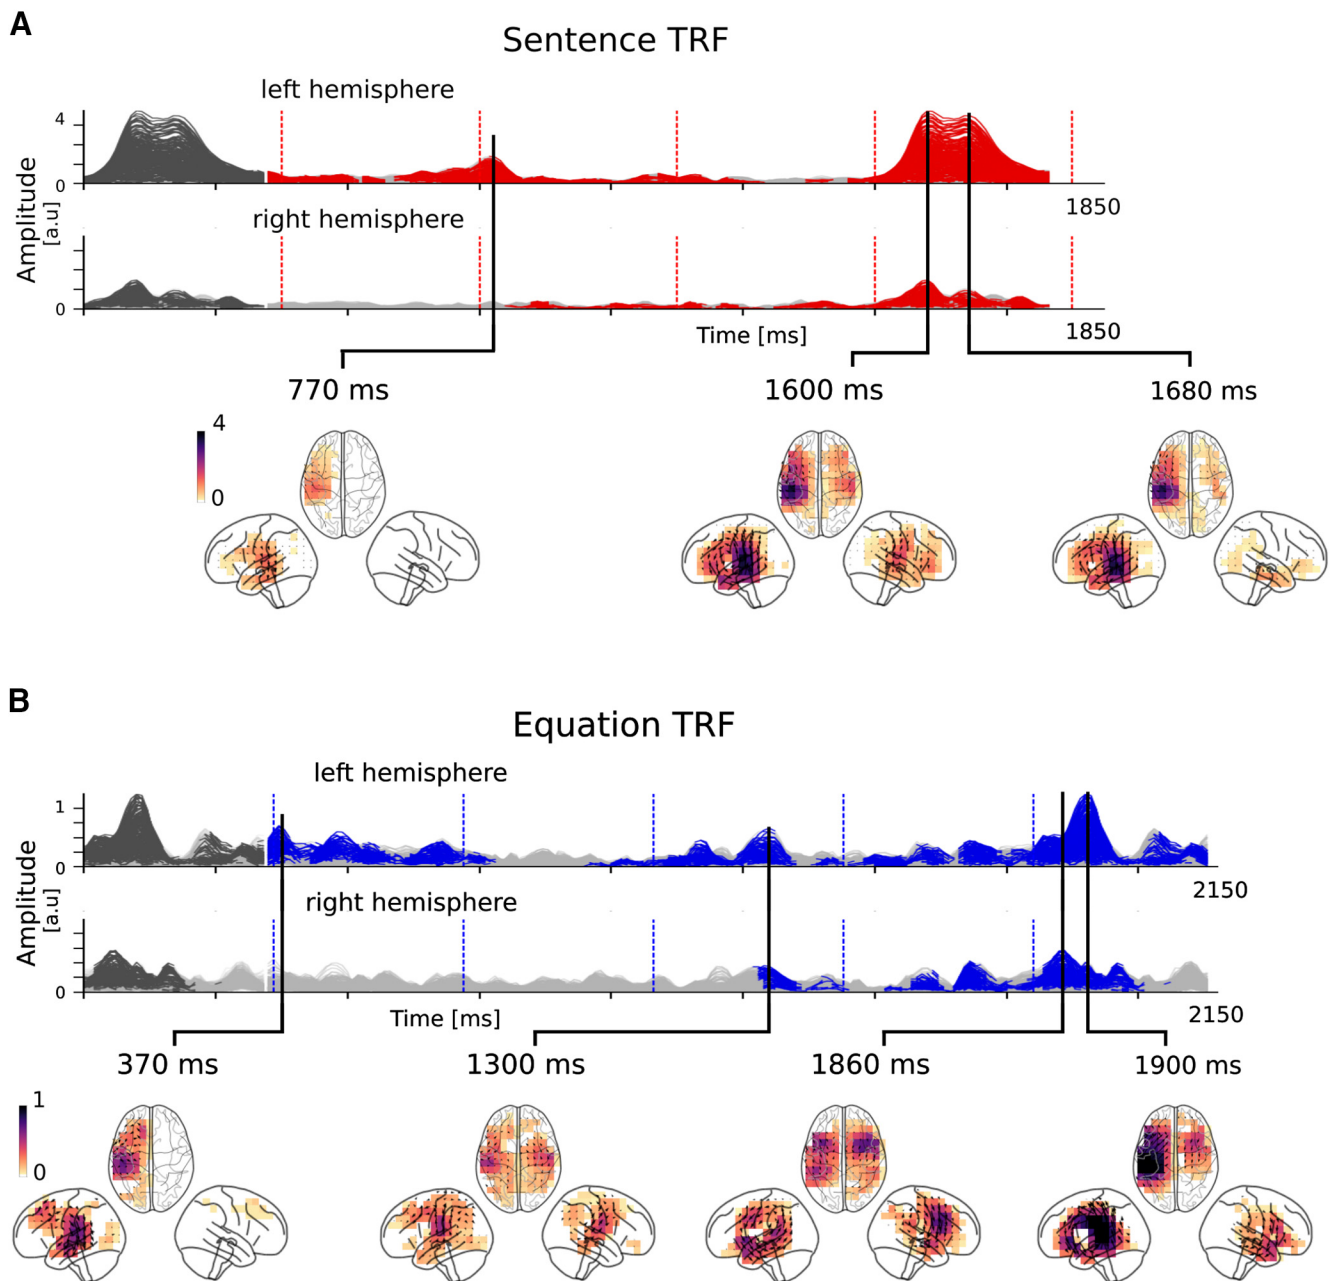 A
Sentence TRF
left hemisphere
4
0
1850
right hemisphere
0
1850
Amplitude
[a.u]
Time [ms]
770 ms
1600 ms
1680 ms
4
0
B
Equation TRF
left hemisphere
1
0
2150
right hemisphere
0
2150
Amplitude
[a.u]
Time [ms]
370 ms
1300 ms
1860 ms
1900 ms
1
0